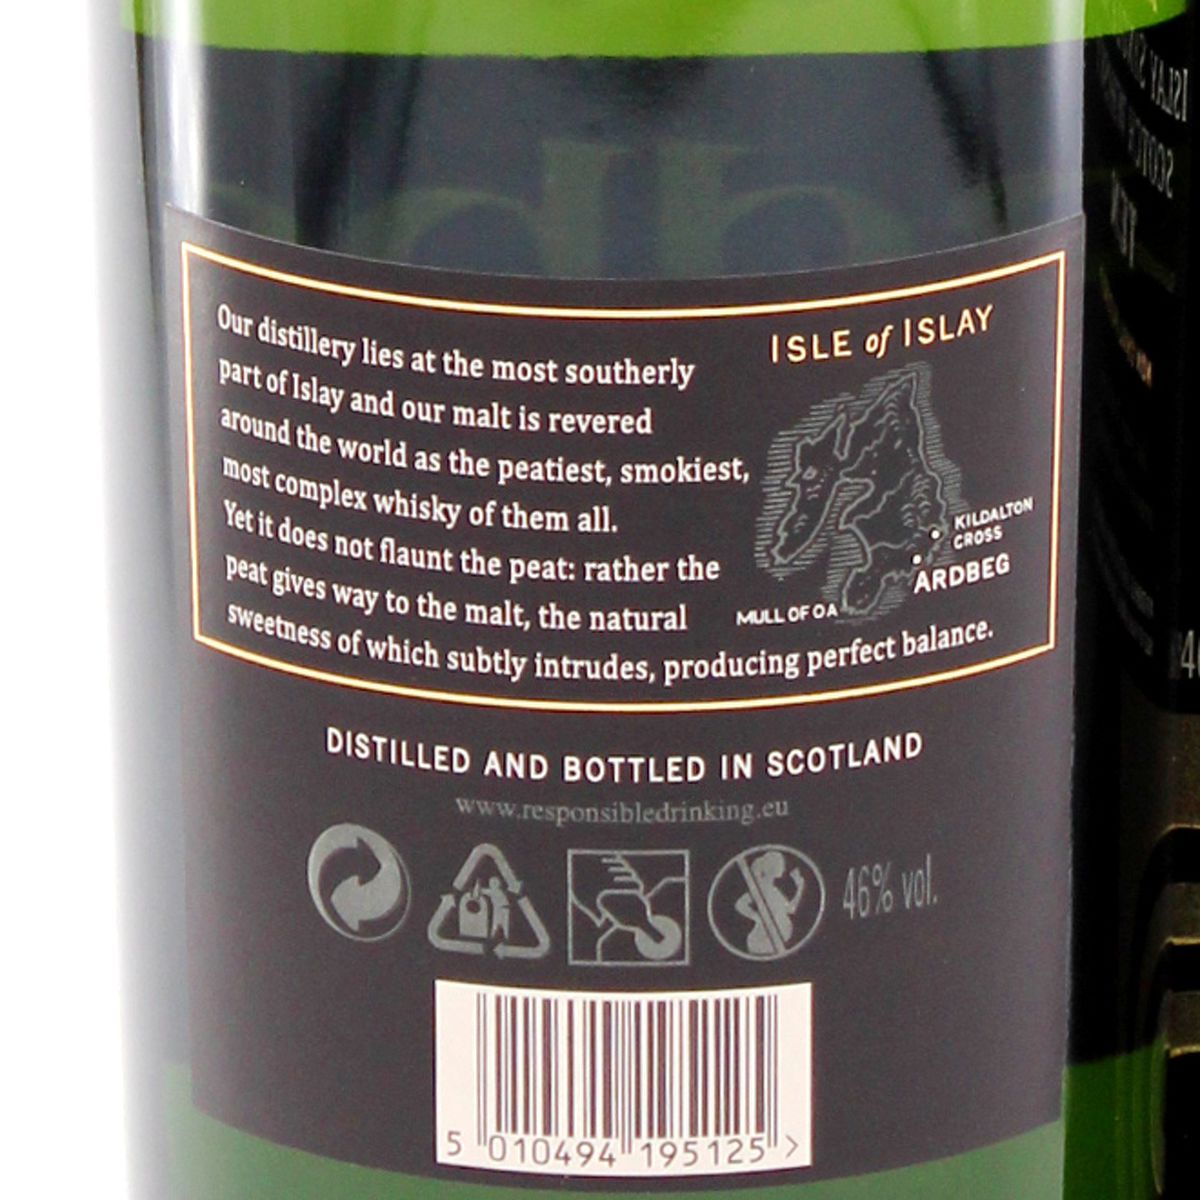 Our distillery lies at the most southerly
part of Islay and our malt is revered
around the world as the peatiest, smokiest,
most complex whisky of them all.
Yet it does not flaunt the peat: rather the
peat gives way to the malt, the natural
sweetness of which subtly intrudes, producing perfect balance.
ISLE of ISLAY
KILDALTON
CROSS
ARDBEG
MULL OF OA
DISTILLED AND BOTTLED IN SCOTLAND
www.responsibledrinking.eu
46% vol.
5 010494 195125 >